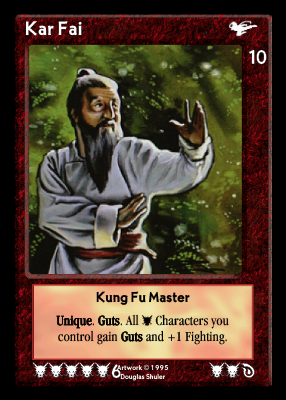 Kar Fai
10
Kung Fu Master
Unique. Guts. All Characters you
control gain Guts and +1 Fighting.
6
Artwork © 1995
Douglas Shuler